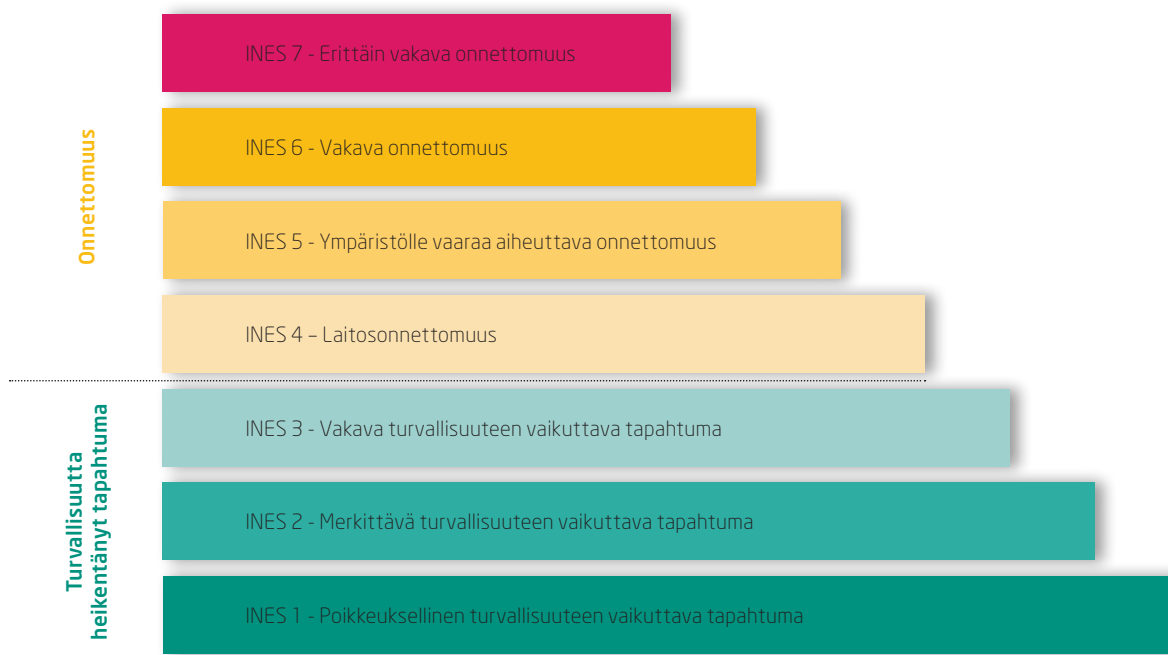 Onnettomuus
INES 7 - Erittäin vakava onnettomuus
INES 6 - Vakava onnettomuus
INES 5 - Ympäristölle vaaraa aiheuttava onnettomuus
INES 4 – Laitosonnettomuus
Turvallisuutta
heikentänyt tapahtuma
INES 3 - Vakava turvallisuuteen vaikuttava tapahtuma
INES 2 - Merkittävä turvallisuuteen vaikuttava tapahtuma
INES 1 - Poikkeuksellinen turvallisuuteen vaikuttava tapahtuma